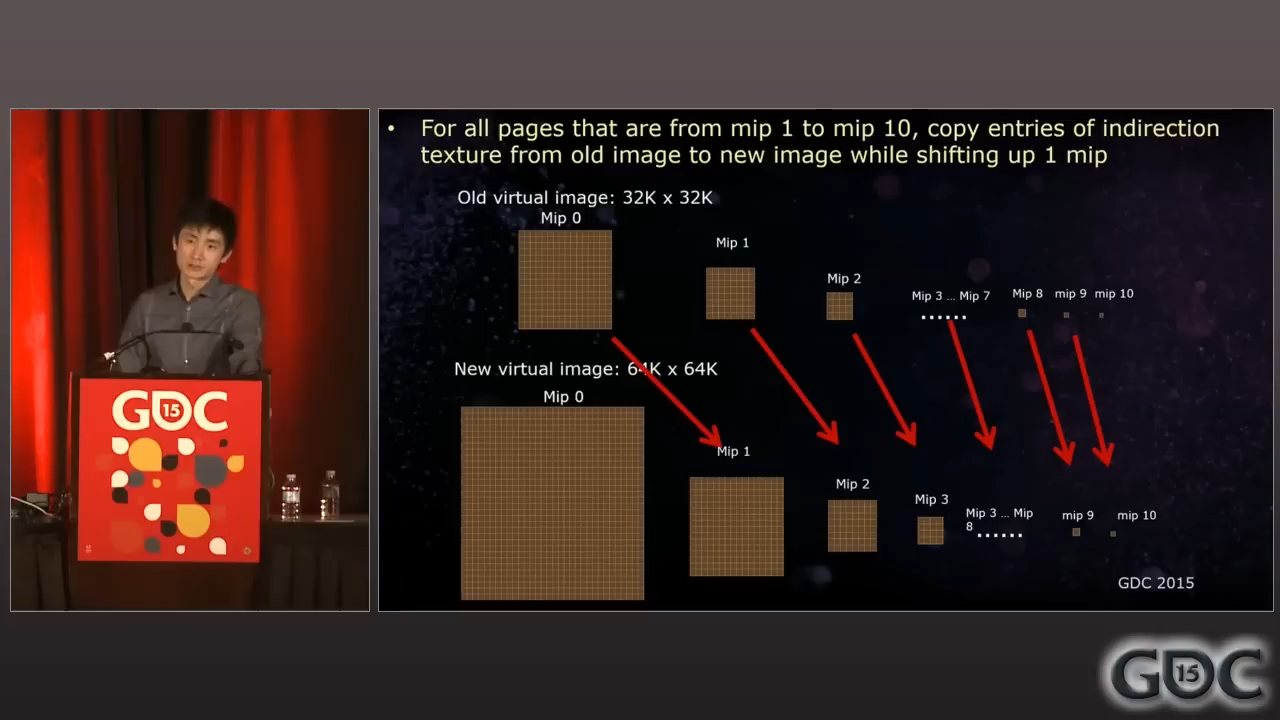 • For all pages that are from mip 1 to mip 10, copy entries of indirection
texture from old image to new image while shifting up 1 mip
Old virtual image: 32K x 32K
Mip 0
Mip 1
Mip 2
Mip 3 ... Mip 7
Mip 8
mip 9
mip 10
New virtual image: 64K x 64K
Mip 0
Mip 1
Mip 2
Mip 3
Mip 3 ... Mip
8
mip 9
mip 10
GDC 2015
GDC
15
GDC
15